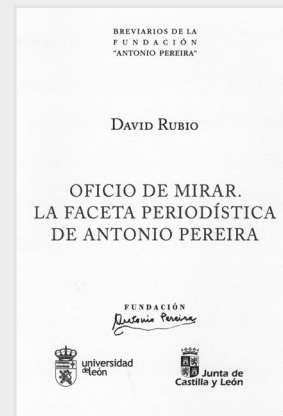 BREVIARIOS DE LA
FUNDACIÓN
"ANTONIO PEREIRA"
DAVID RUBIO
OFICIO DE MIRAR.
LA FACETA PERIODÍSTICA
DE ANTONIO PEREIRA
FUNDACIÓN
Antonio Pereira
universidad
de león
Junta de
Castilla y León